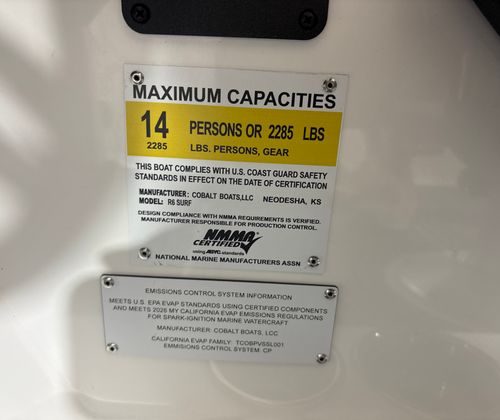 MAXIMUM CAPACITIES
14 PERSONS OR 2285 LBS
2285 LBS. PERSONS, GEAR
THIS BOAT COMPLIES WITH U.S. COAST GUARD SAFETY
STANDARDS IN EFFECT ON THE DATE OF CERTIFICATION
MANUFACTURER: COBALT BOATS,LLC NEODESHA, KS
MODEL: R6 SURF
DESIGN COMPLIANCE WITH NMMA REQUIREMENTS IS VERIFIED.
MANUFACTURER RESPONSIBLE FOR PRODUCTION CONTROL.
NMMA
CERTIFIED
using ABYC standards
NATIONAL MARINE MANUFACTURERS ASSN
EMISSIONS CONTROL SYSTEM INFORMATION
MEETS U.S. EPA EVAP STANDARDS USING CERTIFIED COMPONENTS
AND MEETS 2026 MY CALIFORNIA EVAP EMISSIONS REGULATIONS
FOR SPARK-IGNITION MARINE WATERCRAFT
MANUFACTURER: COBALT BOATS, LCC
CALIFORNIA EVAP FAMILY: TCOBPVSSL001
EMMISIONS CONTROL SYSTEM: CP